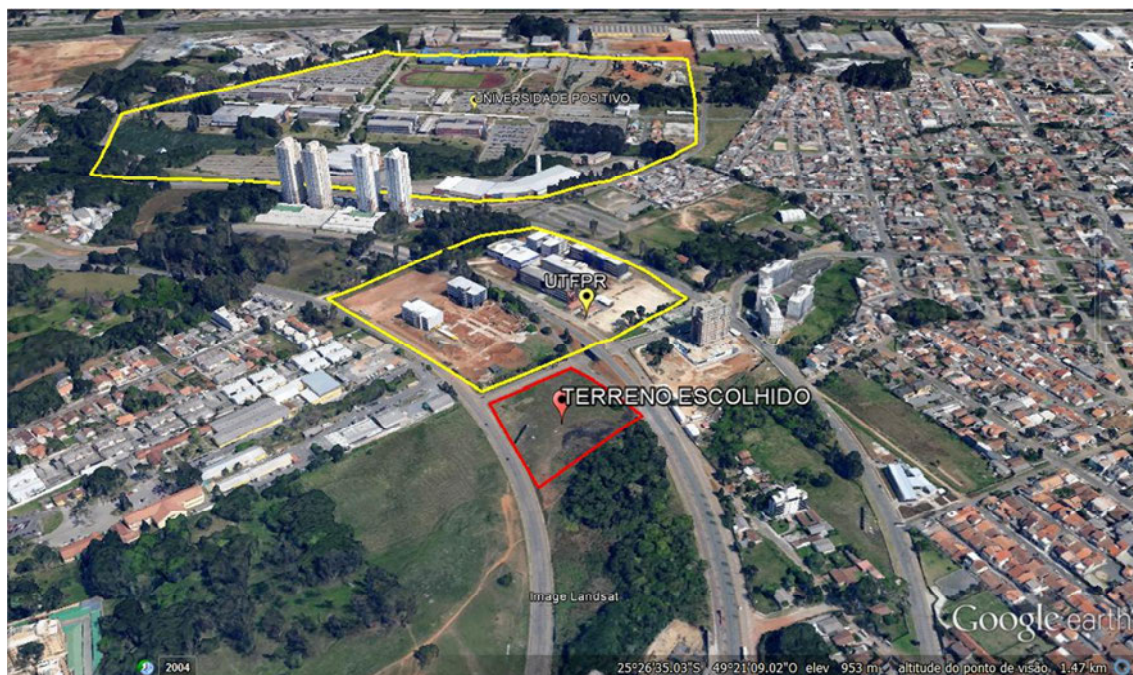 UNIVERSIDADE POSITIVO
UTFPR
TERRENO ESCOLHIDO
Image Landsat
Google earth
2004
25°26'35.03"S 49°21'09.02"O elev 953 m altitude do ponto de visão 1.47 km